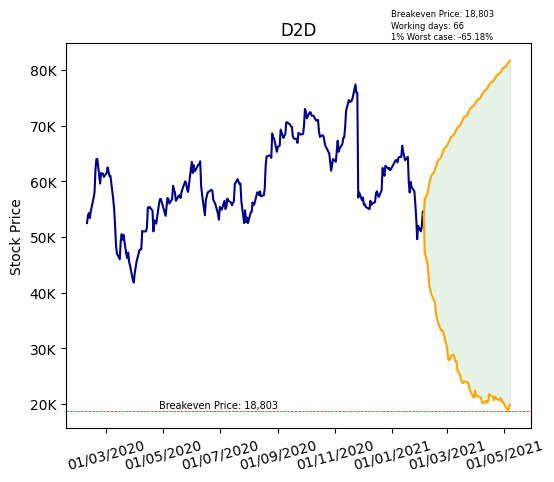 Breakeven Price: 18,803
Working days: 66
1% Worst case: -65.18%
D2D
Stock Price
80K
70K
60K
50K
40K
30K
20K
Breakeven Price: 18,803
01/03/2020 01/05/2020 01/07/2020 01/09/2020 01/11/2020 01/01/2021 01/03/2021 01/05/2021